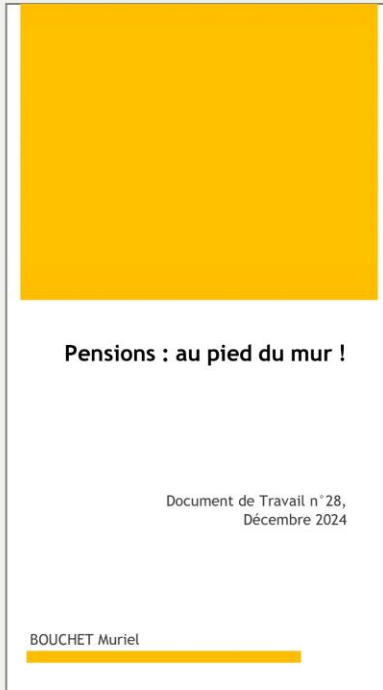 Pensions : au pied du mur !
Document de Travail n°28,
Décembre 2024
BOUCHET Muriel